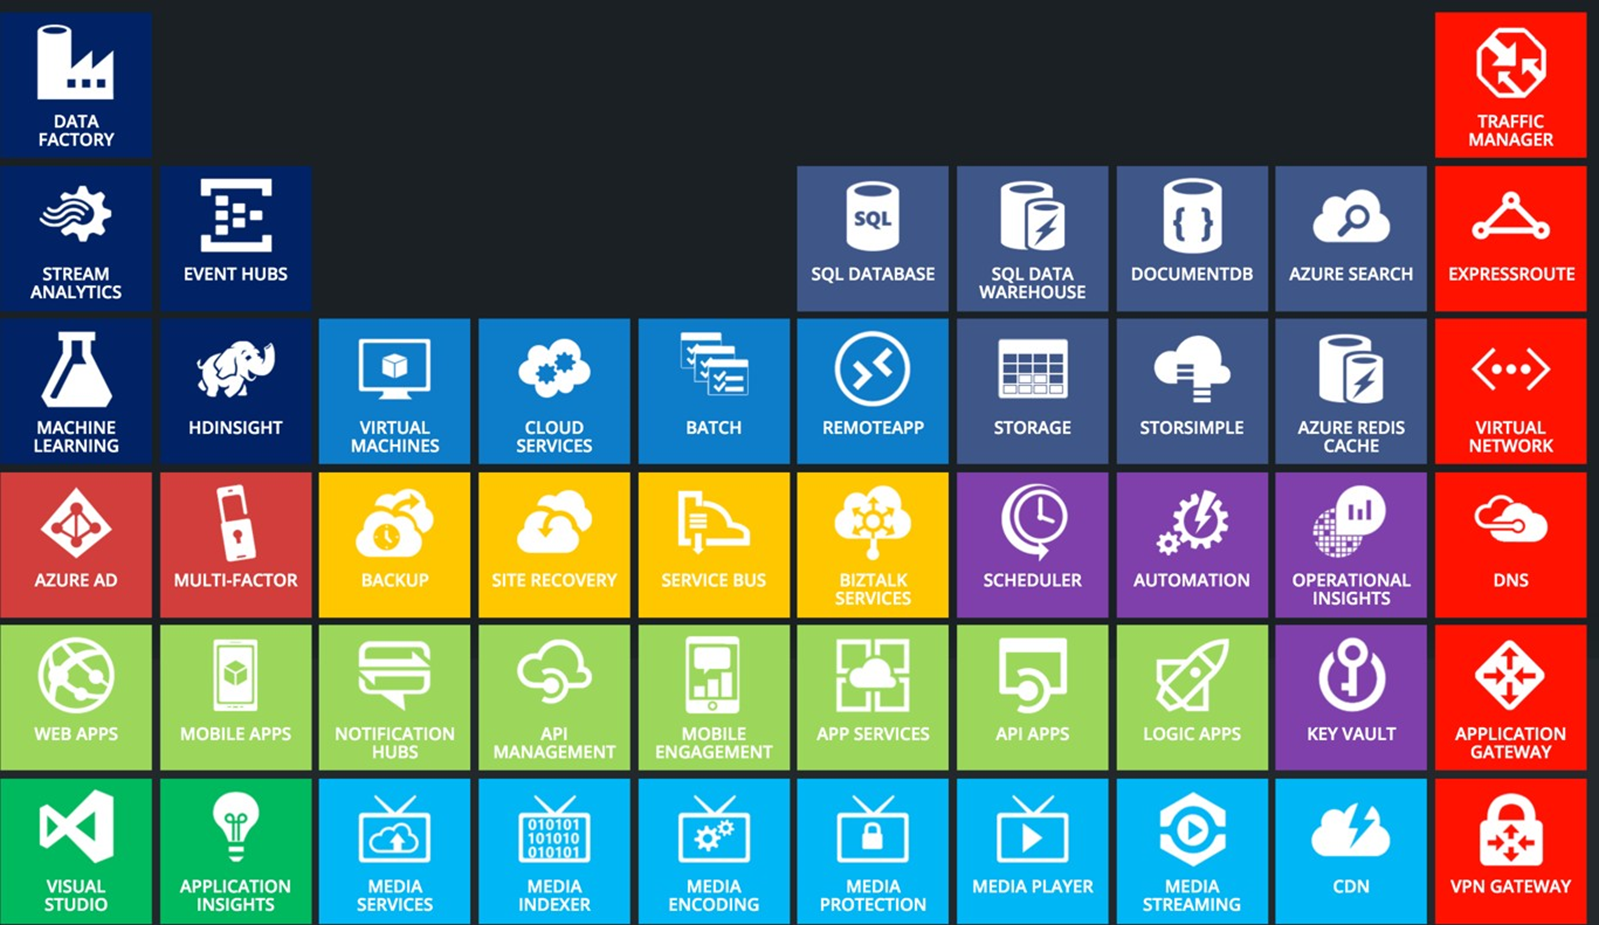 DATA
FACTORY
TRAFFIC
MANAGER
STREAM
ANALYTICS
EVENT HUBS
SQL
SQL DATABASE
SQL DATA
WAREHOUSE
{ }
DOCUMENTDB
AZURE SEARCH
EXPRESSROUTE
MACHINE
LEARNING
HDINSIGHT
VIRTUAL
MACHINES
CLOUD
SERVICES
BATCH
REMOTEAPP
STORAGE
STORSIMPLE
AZURE REDIS
CACHE
VIRTUAL
NETWORK
AZURE AD
MULTI-FACTOR
BACKUP
SITE RECOVERY
SERVICE BUS
BIZTALK
SERVICES
SCHEDULER
AUTOMATION
OPERATIONAL
INSIGHTS
DNS
WEB APPS
MOBILE APPS
NOTIFICATION
HUBS
API
MANAGEMENT
MOBILE
ENGAGEMENT
APP SERVICES
API APPS
LOGIC APPS
KEY VAULT
APPLICATION
GATEWAY
VISUAL
STUDIO
APPLICATION
INSIGHTS
MEDIA
SERVICES
010101
101010
010101
MEDIA
INDEXER
MEDIA
ENCODING
MEDIA
PROTECTION
MEDIA PLAYER
MEDIA
STREAMING
CDN
VPN GATEWAY